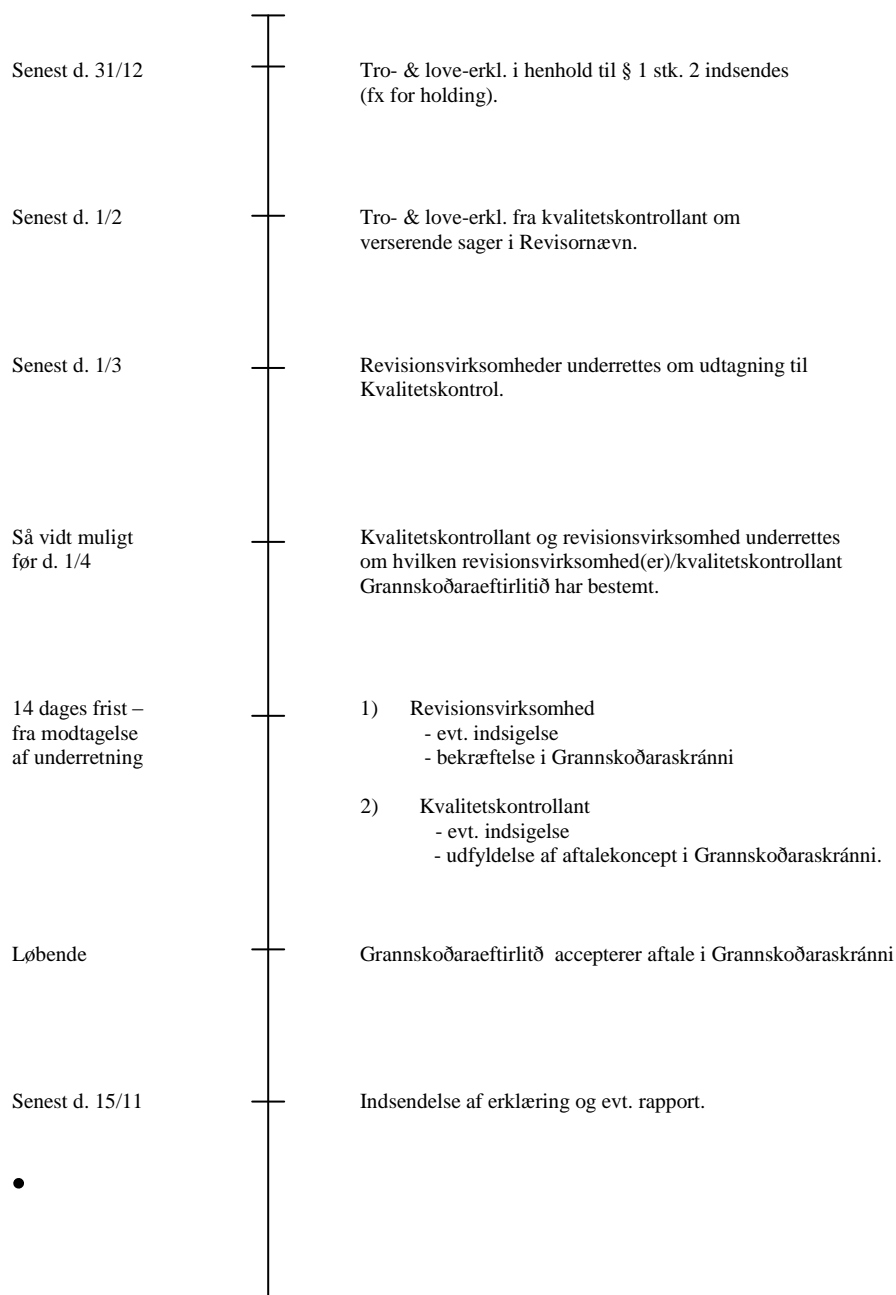 Senest d. 31/12
Tro- & love-erkl. i henhold til § 1 stk. 2 indsendes
(fx for holding).
Senest d. 1/2
Tro- & love-erkl. fra kvalitetskontrollant om
verserende sager i Revisornævn.
Senest d. 1/3
Revisionsvirksomheder underrettes om udtagning til
Kvalitetskontrol.
Så vidt muligt
før d. 1/4
Kvalitetskontrollant og revisionsvirksomhed underrettes
om hvilken revisionsvirksomhed(er)/kvalitetskontrollant
Grannskoðaraeftirlitið har bestemt.
14 dages frist –
fra modtagelse
af underretning
1) Revisionsvirksomhed
- evt. indsigelse
- bekræftelse i Grannskoðaraskránni
2) Kvalitetskontrollant
- evt. indsigelse
- udfyldelse af aftalekoncept i Grannskoðaraskránni.
Løbende
Grannskoðaraeftirlitð accepterer aftale i Grannskoðaraskránni
Senest d. 15/11
Indsendelse af erklæring og evt. rapport.